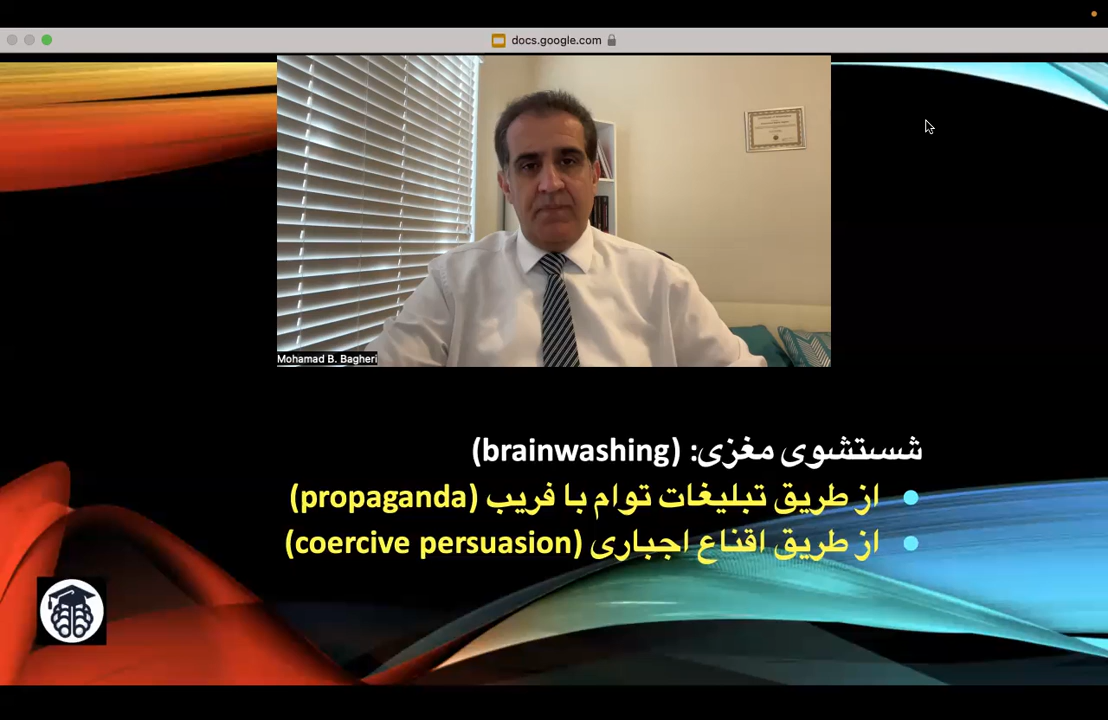 docs.google.com
Mohamad B. Bagheri
شستشوی مغزی: (brainwashing)
از طریق تبلیغات توام با فریب (propaganda)
از طریق اقناع اجباری (coercive persuasion)